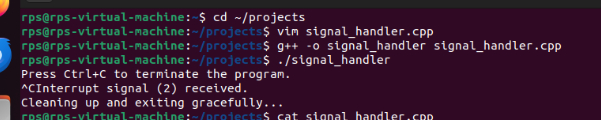 rps@rps-virtual-machine:~$ cd ~/projects
rps@rps-virtual-machine:~/projects$ vim signal_handler.cpp
rps@rps-virtual-machine:~/projects$ g++ -o signal_handler signal_handler.cpp
rps@rps-virtual-machine:~/projects$ ./signal_handler
Press Ctrl+C to terminate the program.
^CInterrupt signal (2) received.
Cleaning up and exiting gracefully...
rps@rps-virtual-machine:~/projects$ cat signal_handler.cpp